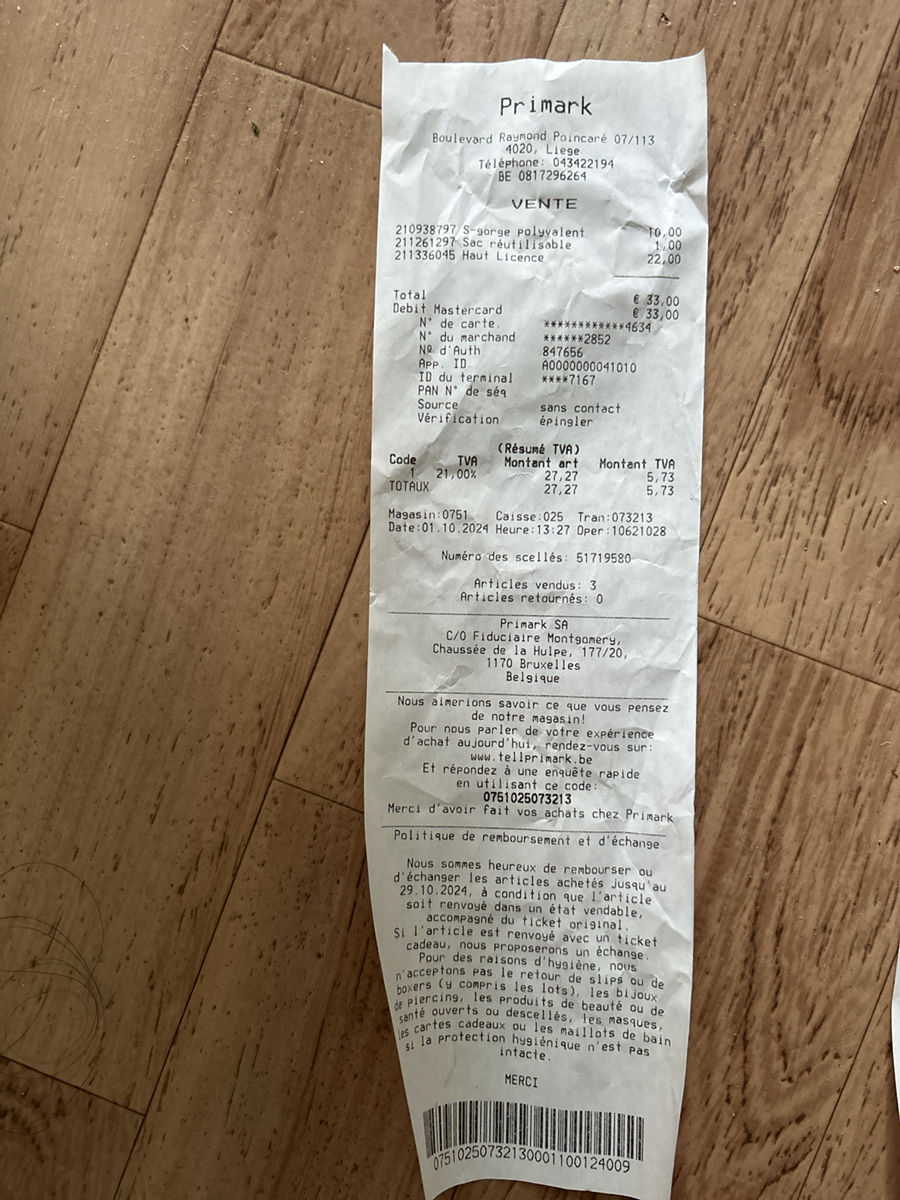 Primark
Boulevard Raymond Poincaré 07/113
4020, Liege
Téléphone: 043422194
BE 0817296264
VENTE
210938797 S-gorge polyvalent 10,00
211261297 Sac réutilisable 1,00
211336045 Haut Licence 22,00
Total € 33,00
Debit Mastercard € 33,00
N° de carte. ************4634
N° du marchand ******2852
Nº d'Auth 847656
App. ID A0000000041010
ID du terminal ****7167
PAN N° de séq
Source sans contact
Vérification épingler
(Résumé TVA)
Code TVA Montant art Montant TVA
1 21,00% 27,27 5,73
TOTAUX 27,27 5,73
Magasin:0751 Caisse:025 Tran:073213
Date:01.10.2024 Heure:13:27 Oper:10621028
Numéro des scellés: 51719580
Articles vendus: 3
Articles retournés: 0
Primark SA
C/O Fiduciaire Montgomery,
Chaussée de la Hulpe, 177/20,
1170 Bruxelles
Belgique
Nous aimerions savoir ce que vous pensez
de notre magasin!
Pour nous parler de votre expérience
d'achat aujourd'hui, rendez-vous sur:
www.tellprimark.be
Et répondez à une enquête rapide
en utilisant ce code:
0751025073213
Merci d'avoir fait vos achats chez Primark
Politique de remboursement et d'échange
Nous sommes heureux de rembourser ou
d'échanger les articles achetés jusqu'au
29.10.2024, à condition que l'article
soit renvoyé dans un état vendable,
accompagné du ticket original.
Si l'article est renvoyé avec un ticket
cadeau, nous proposerons un échange.
Pour des raisons d'hygiène, nous
n'acceptons pas le retour de slips ou de
boxers (y compris les lots), les bijoux
de piercing, les produits de beauté ou de
santé ouverts ou descellés, les masques,
les cartes cadeaux ou les maillots de bain
si la protection hygiénique n'est pas
intacte.
MERCI
07510250732130001100124009